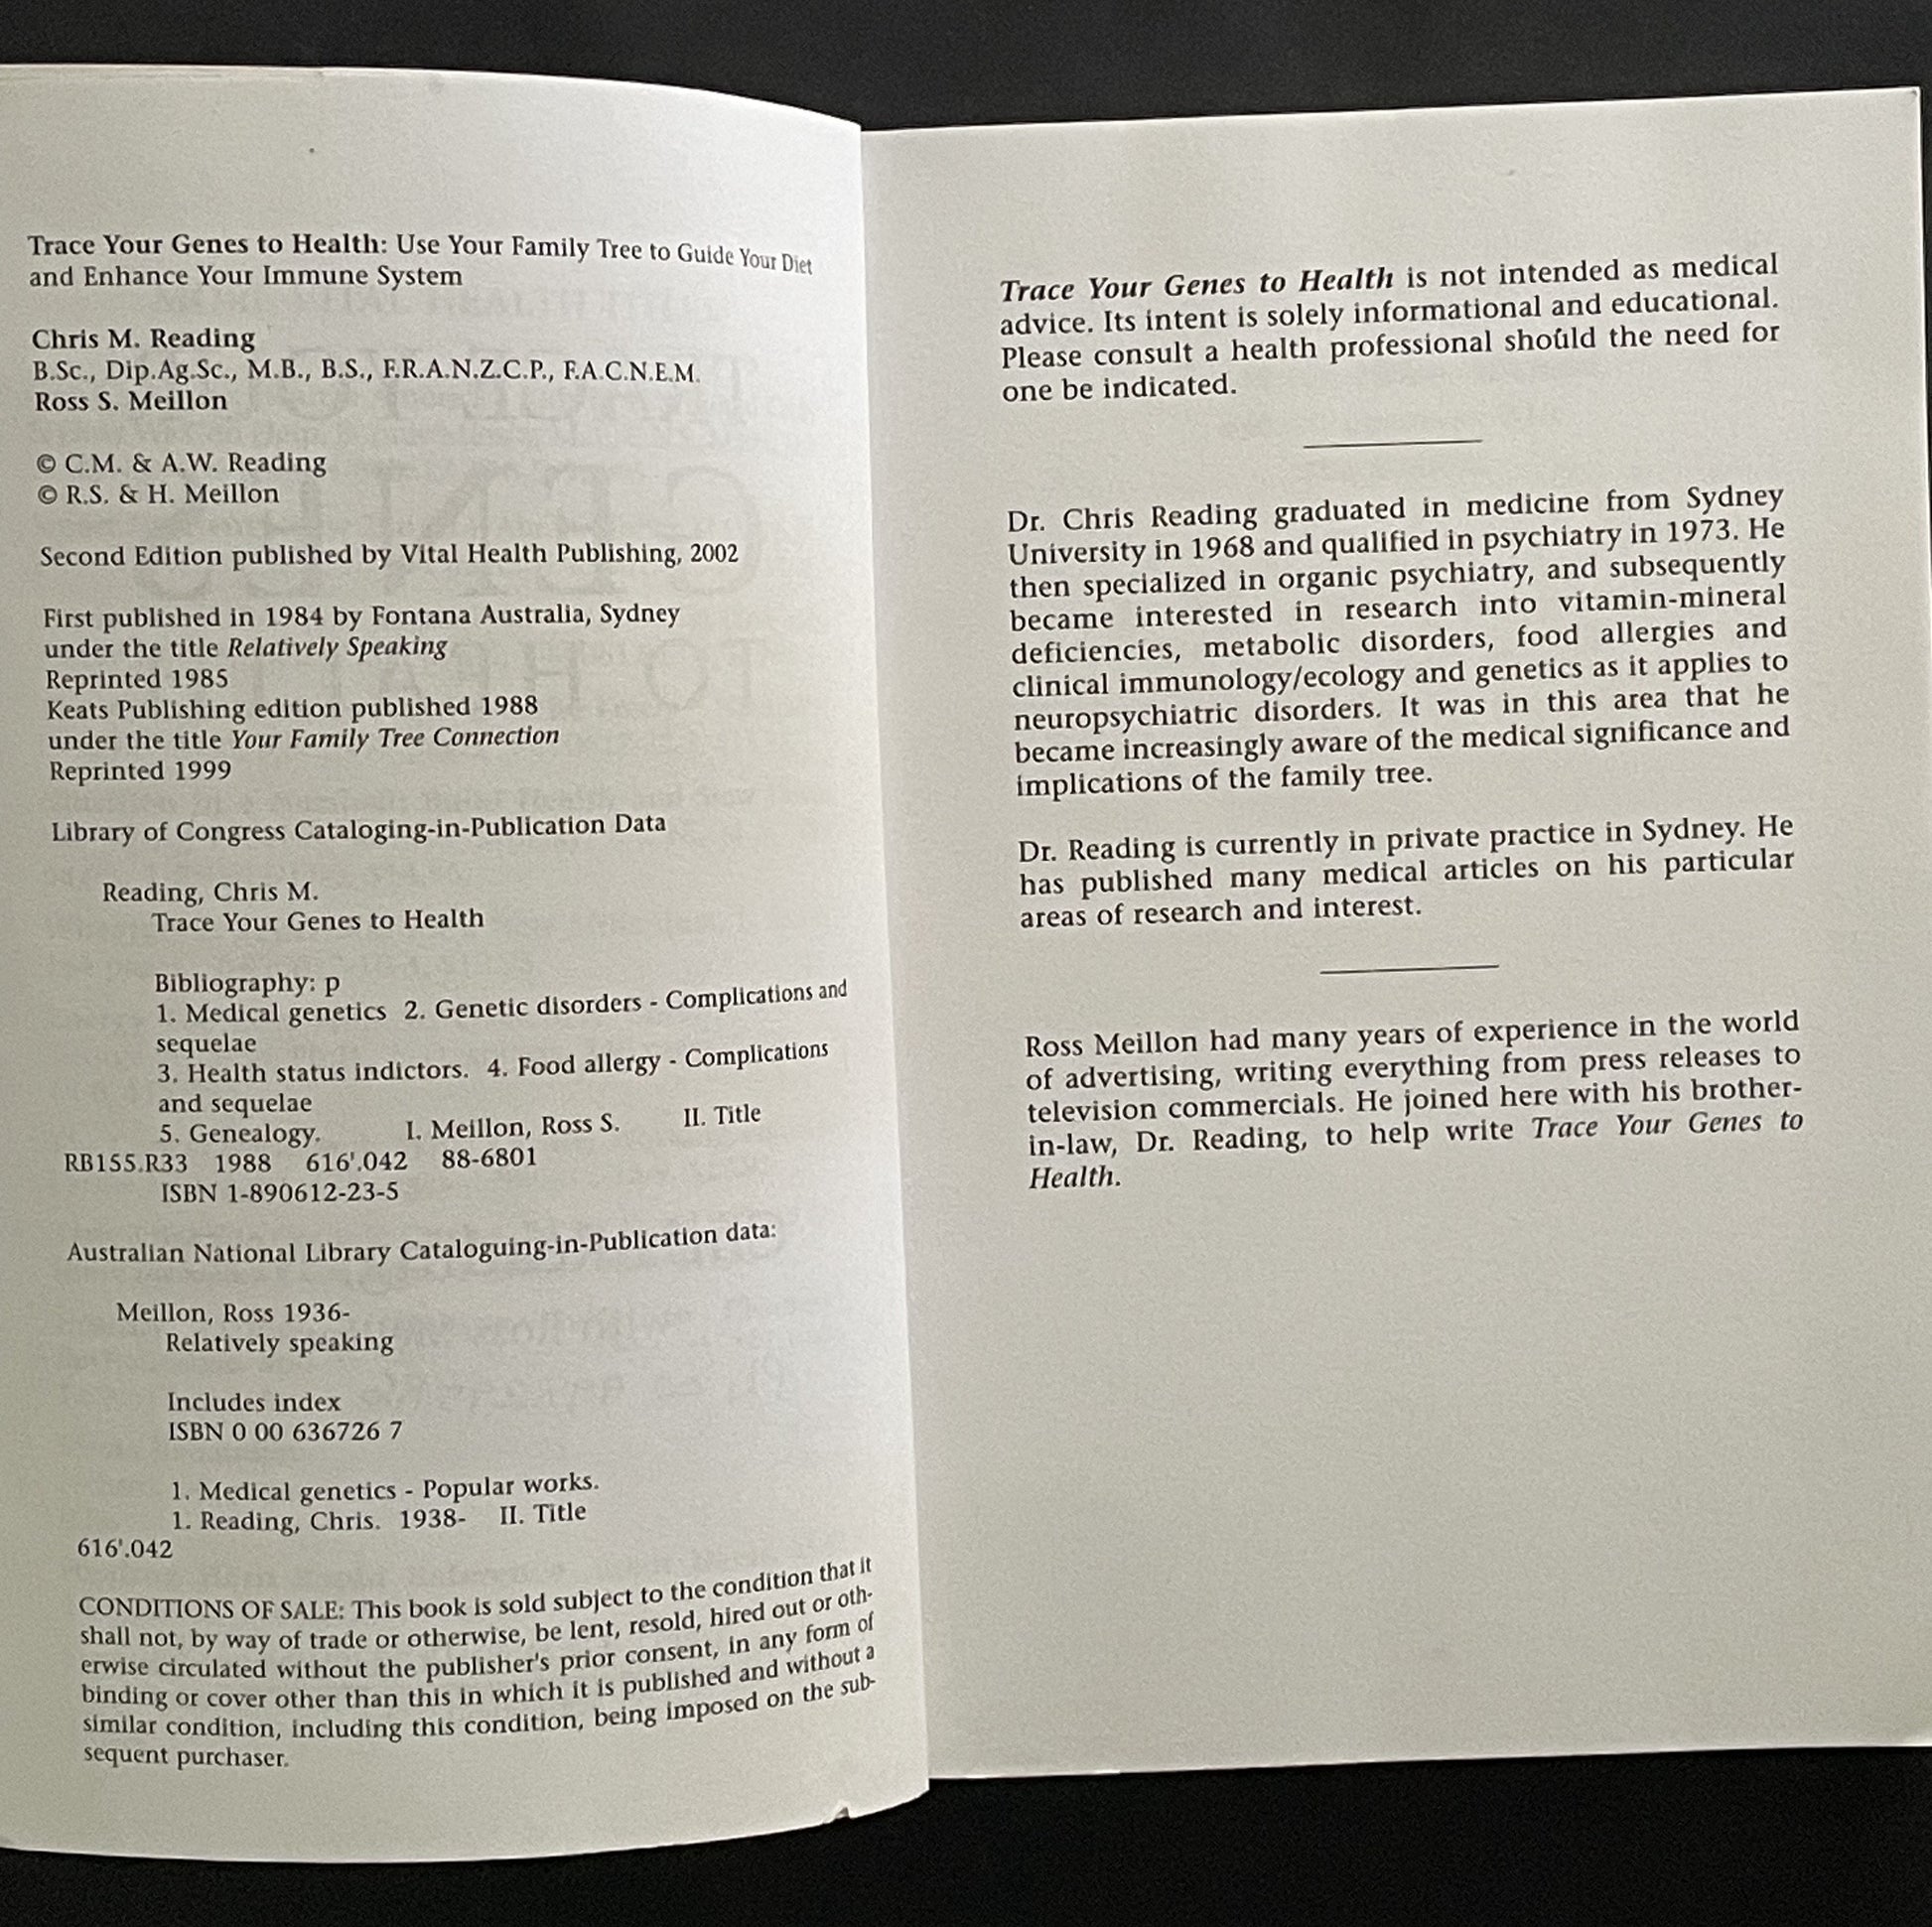 Trace Your Genes to Health: Use Your Family Tree to Guide Your Diet
and Enhance Your Immune System
Chris M. Reading
B.Sc., Dip.Ag.Sc., M.B., B.S., F.R.A.N.Z.C.P., F.A.C.N.E.M.
Ross S. Meillon
© C.M. & A.W. Reading
© R.S. & H. Meillon
Second Edition published by Vital Health Publishing, 2002
First published in 1984 by Fontana Australia, Sydney
under the title Relatively Speaking
Reprinted 1985
Keats Publishing edition published 1988
under the title Your Family Tree Connection
Reprinted 1999
Library of Congress Cataloging-in-Publication Data
Reading, Chris M.
Trace Your Genes to Health
Bibliography: p
1. Medical genetics 2. Genetic disorders - Complications and
sequelae
3. Health status indictors. 4. Food allergy - Complications
and sequelae
5. Genealogy. I. Meillon, Ross S. II. Title
RB155.R33 1988 616'.042 88-6801
ISBN 1-890612-23-5
Australian National Library Cataloguing-in-Publication data:
Meillon, Ross 1936-
Relatively speaking
Includes index
ISBN 0 00 636726 7
1. Medical genetics - Popular works.
1. Reading, Chris. 1938- II. Title
616'.042
CONDITIONS OF SALE: This book is sold subject to the condition that it
shall not, by way of trade or otherwise, be lent, resold, hired out or oth-
erwise circulated without the publisher's prior consent, in any form of
binding or cover other than this in which it is published and without a
similar condition, including this condition, being imposed on the sub-
sequent purchaser.
Trace Your Genes to Health is not intended as medical
advice. Its intent is solely informational and educational.
Please consult a health professional should the need for
one be indicated.
Dr. Chris Reading graduated in medicine from Sydney
University in 1968 and qualified in psychiatry in 1973. He
then specialized in organic psychiatry, and subsequently
became interested in research into vitamin-mineral
deficiencies, metabolic disorders, food allergies and
clinical immunology/ecology and genetics as it applies to
neuropsychiatric disorders. It was in this area that he
became increasingly aware of the medical significance and
implications of the family tree.
Dr. Reading is currently in private practice in Sydney. He
has published many medical articles on his particular
areas of research and interest.
Ross Meillon had many years of experience in the world
of advertising, writing everything from press releases to
television commercials. He joined here with his brother-
in-law, Dr. Reading, to help write Trace Your Genes to
Health.